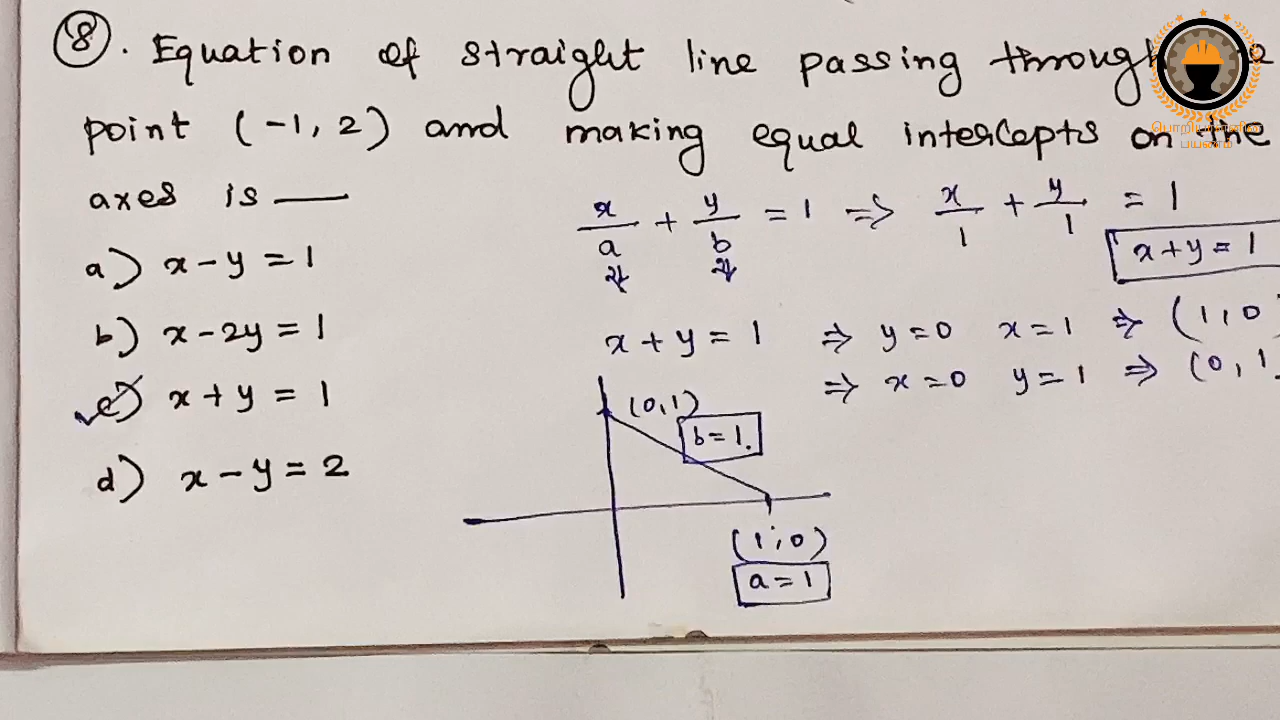 8. Equation of straight line passing through
point (-1, 2) and making equal intercepts on the
axes is ___
x/a + y/b = 1 ⇒ x/1 + y/1 = 1
x + y = 1
a) x - y = 1
b) x - 2y = 1
c) x + y = 1
d) x - y = 2
x + y = 1 ⇒ y = 0 x = 1 ⇒ (1, 0
⇒ x = 0 y = 1 ⇒ (0, 1
(0, 1)
b = 1.
(1, 0)
a = 1
பயணம்